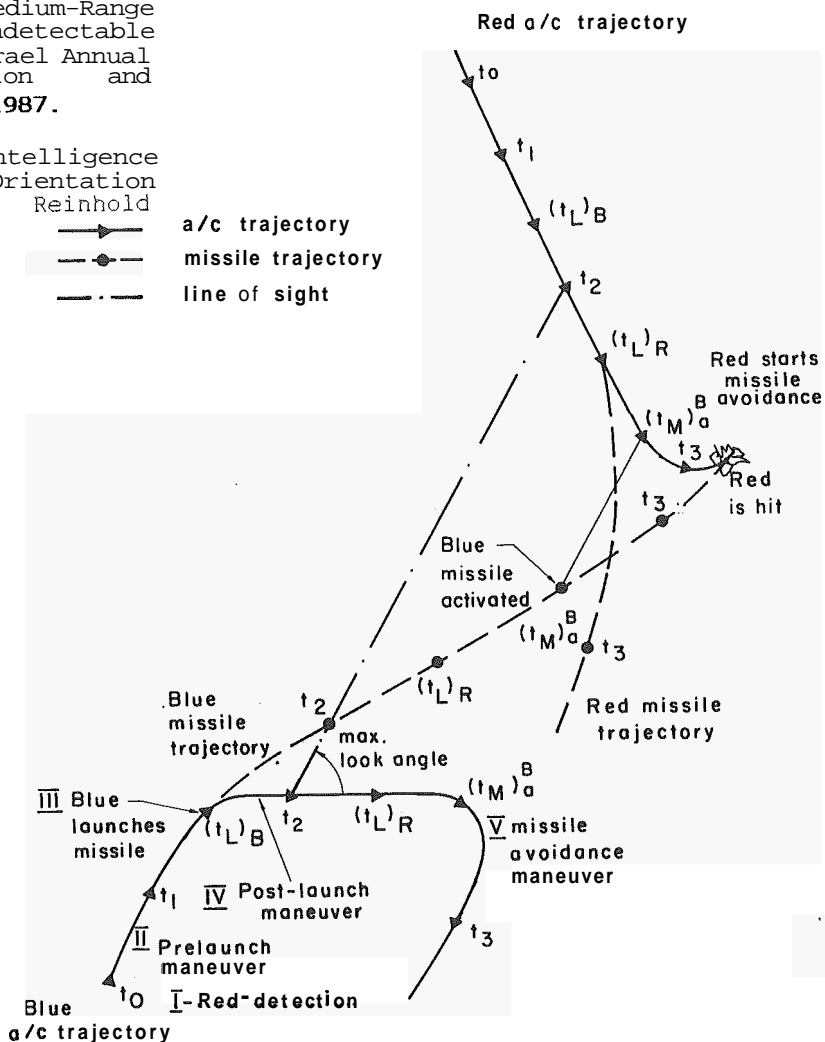 edium-Range
ndetectable
rael Annual
ion and
1987.
ntelligence
Orientation
Reinhold
a/c trajectory
missile trajectory
line of sight
Red a/c trajectory
to
t1
(tL)B
t2
(tL)R
Red starts
missile
avoidance
(tM)aB
t3
Red
is hit
t3
Blue
missile
activated
(tM)aB
t3
(tL)R
Red missile
trajectory
Blue
missile
trajectory
t2
max.
look angle
III Blue
launches
missile
(tL)B
t2
(tL)R
(tM)aB
V missile
avoidance
maneuver
t1
IV Post-launch
maneuver
II Prelaunch
maneuver
t3
tO
I-Red-detection
Blue
a/c trajectory